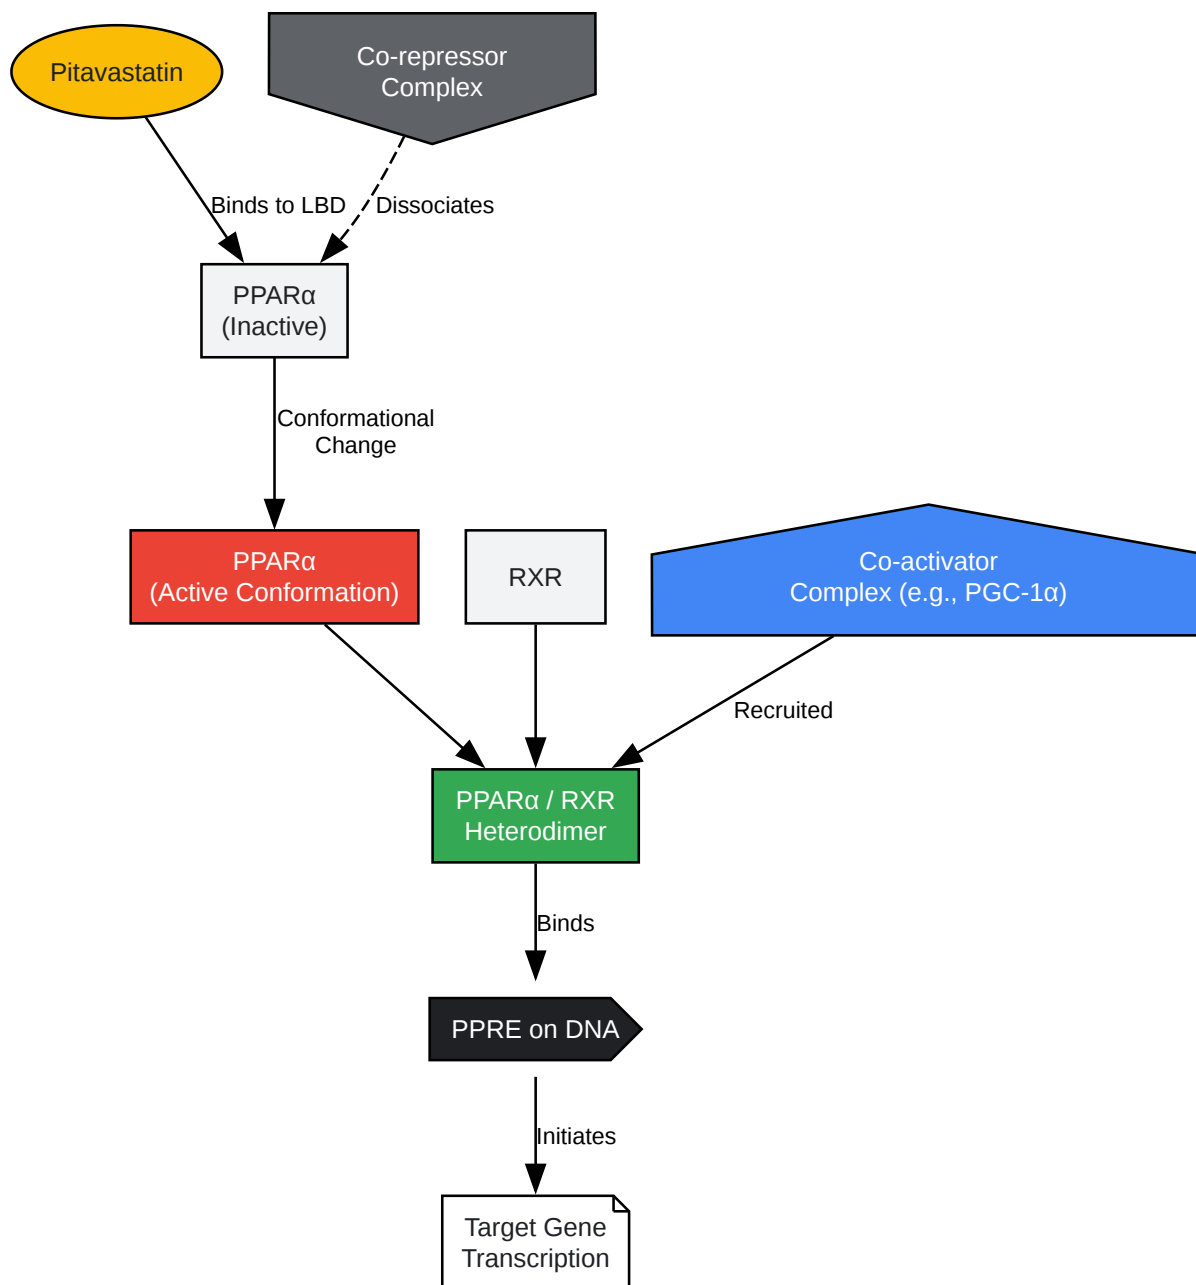 Pitavastatin
Co-repressor
Complex
Binds to LBD
Dissociates
PPARα
(Inactive)
Conformational
Change
PPARα
(Active Conformation)
RXR
Co-activator
Complex (e.g., PGC-1α)
Recruited
PPARα / RXR
Heterodimer
Binds
PPRE on DNA
Initiates
Target Gene
Transcription